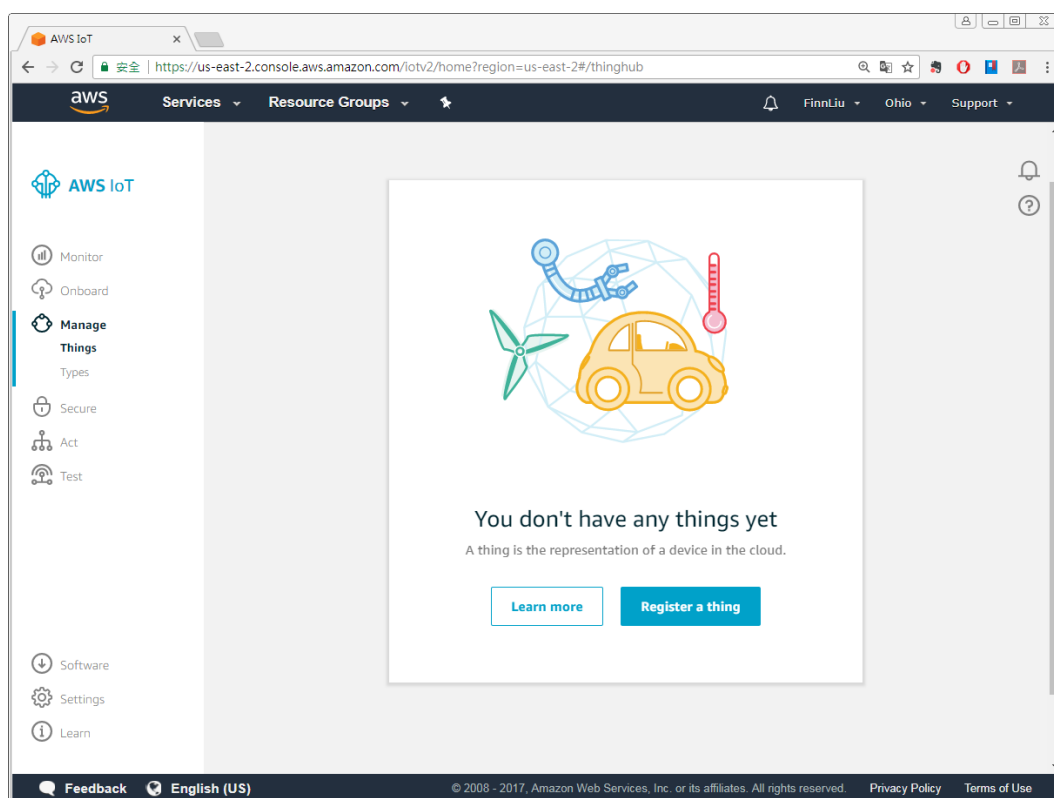 AWS IoT
安全 | https://us-east-2.console.aws.amazon.com/iotv2/home?region=us-east-2#/thinghub
aws Services Resource Groups FinnLiu Ohio Support
AWS IoT
Monitor
Onboard
Manage
Things
Types
Secure
Act
Test
You don't have any things yet
A thing is the representation of a device in the cloud.
Learn more Register a thing
Software
Settings
Learn
Feedback English (US) © 2008 - 2017, Amazon Web Services, Inc. or its affiliates. All rights reserved. Privacy Policy Terms of Use